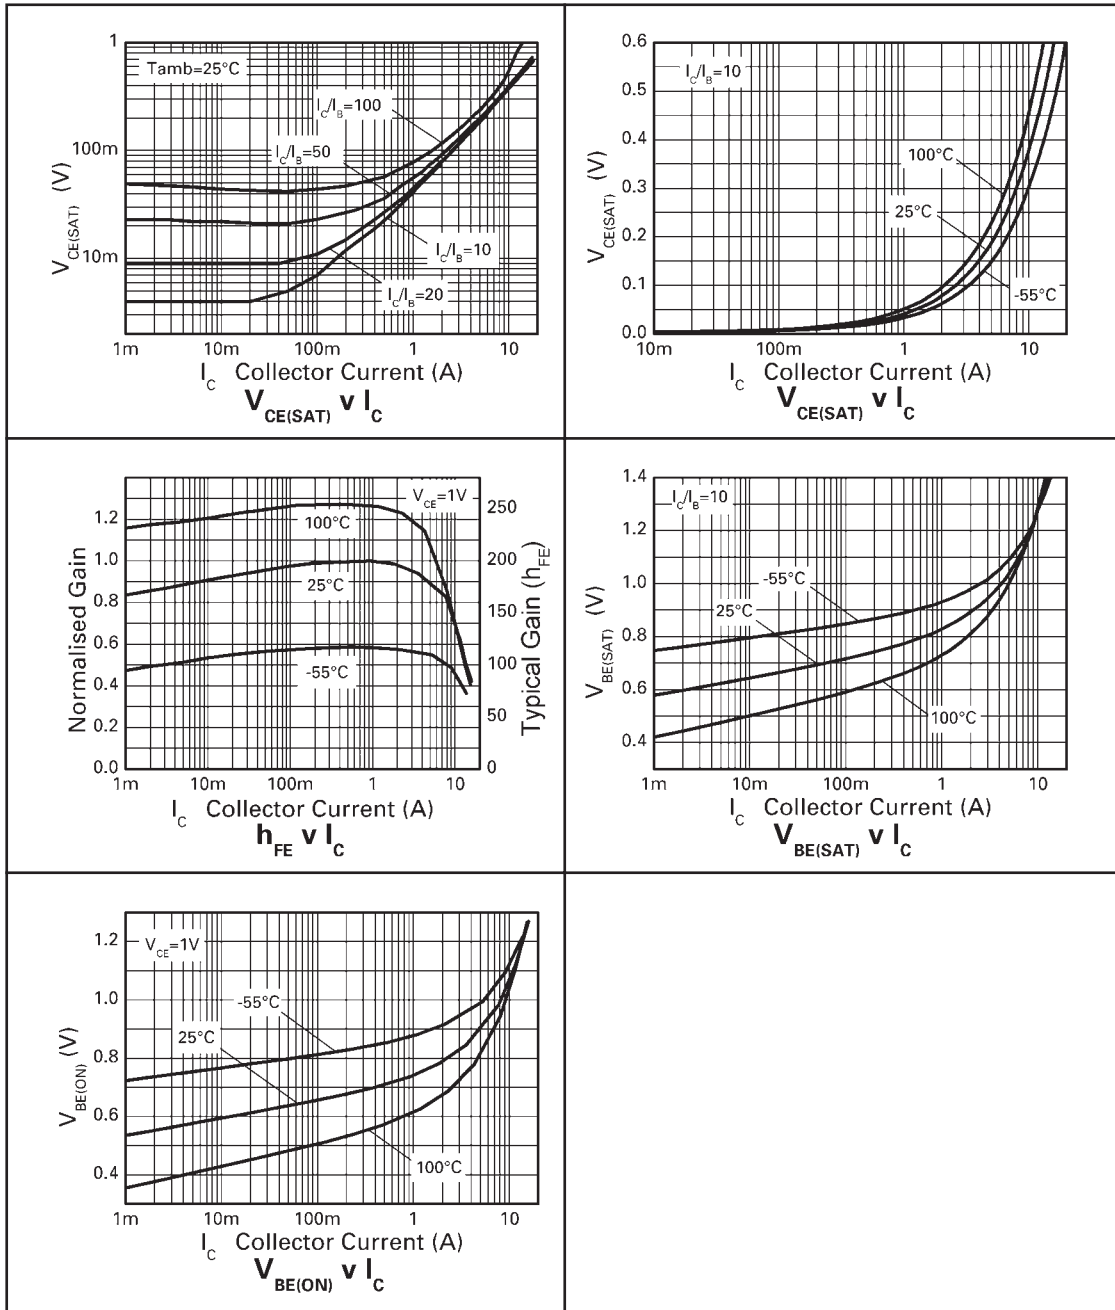 1
100m
10m
V_CE(SAT) (V)
Tamb=25°C
I_C/I_B=100
I_C/I_B=50
I_C/I_B=10
I_C/I_B=20
1m 10m 100m 1 10
I_C Collector Current (A)
V_CE(SAT) v I_C
0.6
0.5
0.4
0.3
0.2
0.1
0.0
V_CE(SAT) (V)
I_C/I_B=10
100°C
25°C
-55°C
10m 100m 1 10
I_C Collector Current (A)
V_CE(SAT) v I_C
1.2
1.0
0.8
0.6
0.4
0.2
0.0
Normalised Gain
V_CE=1V
100°C
25°C
-55°C
250
200
150
100
50
0
Typical Gain (h_FE)
1m 10m 100m 1 10
I_C Collector Current (A)
h_FE v I_C
1.4
1.2
1.0
0.8
0.6
0.4
V_BE(SAT) (V)
I_C/I_B=10
-55°C
25°C
100°C
1m 10m 100m 1 10
I_C Collector Current (A)
V_BE(SAT) v I_C
1.2
1.0
0.8
0.6
0.4
V_BE(ON) (V)
V_CE=1V
-55°C
25°C
100°C
1m 10m 100m 1 10
I_C Collector Current (A)
V_BE(ON) v I_C